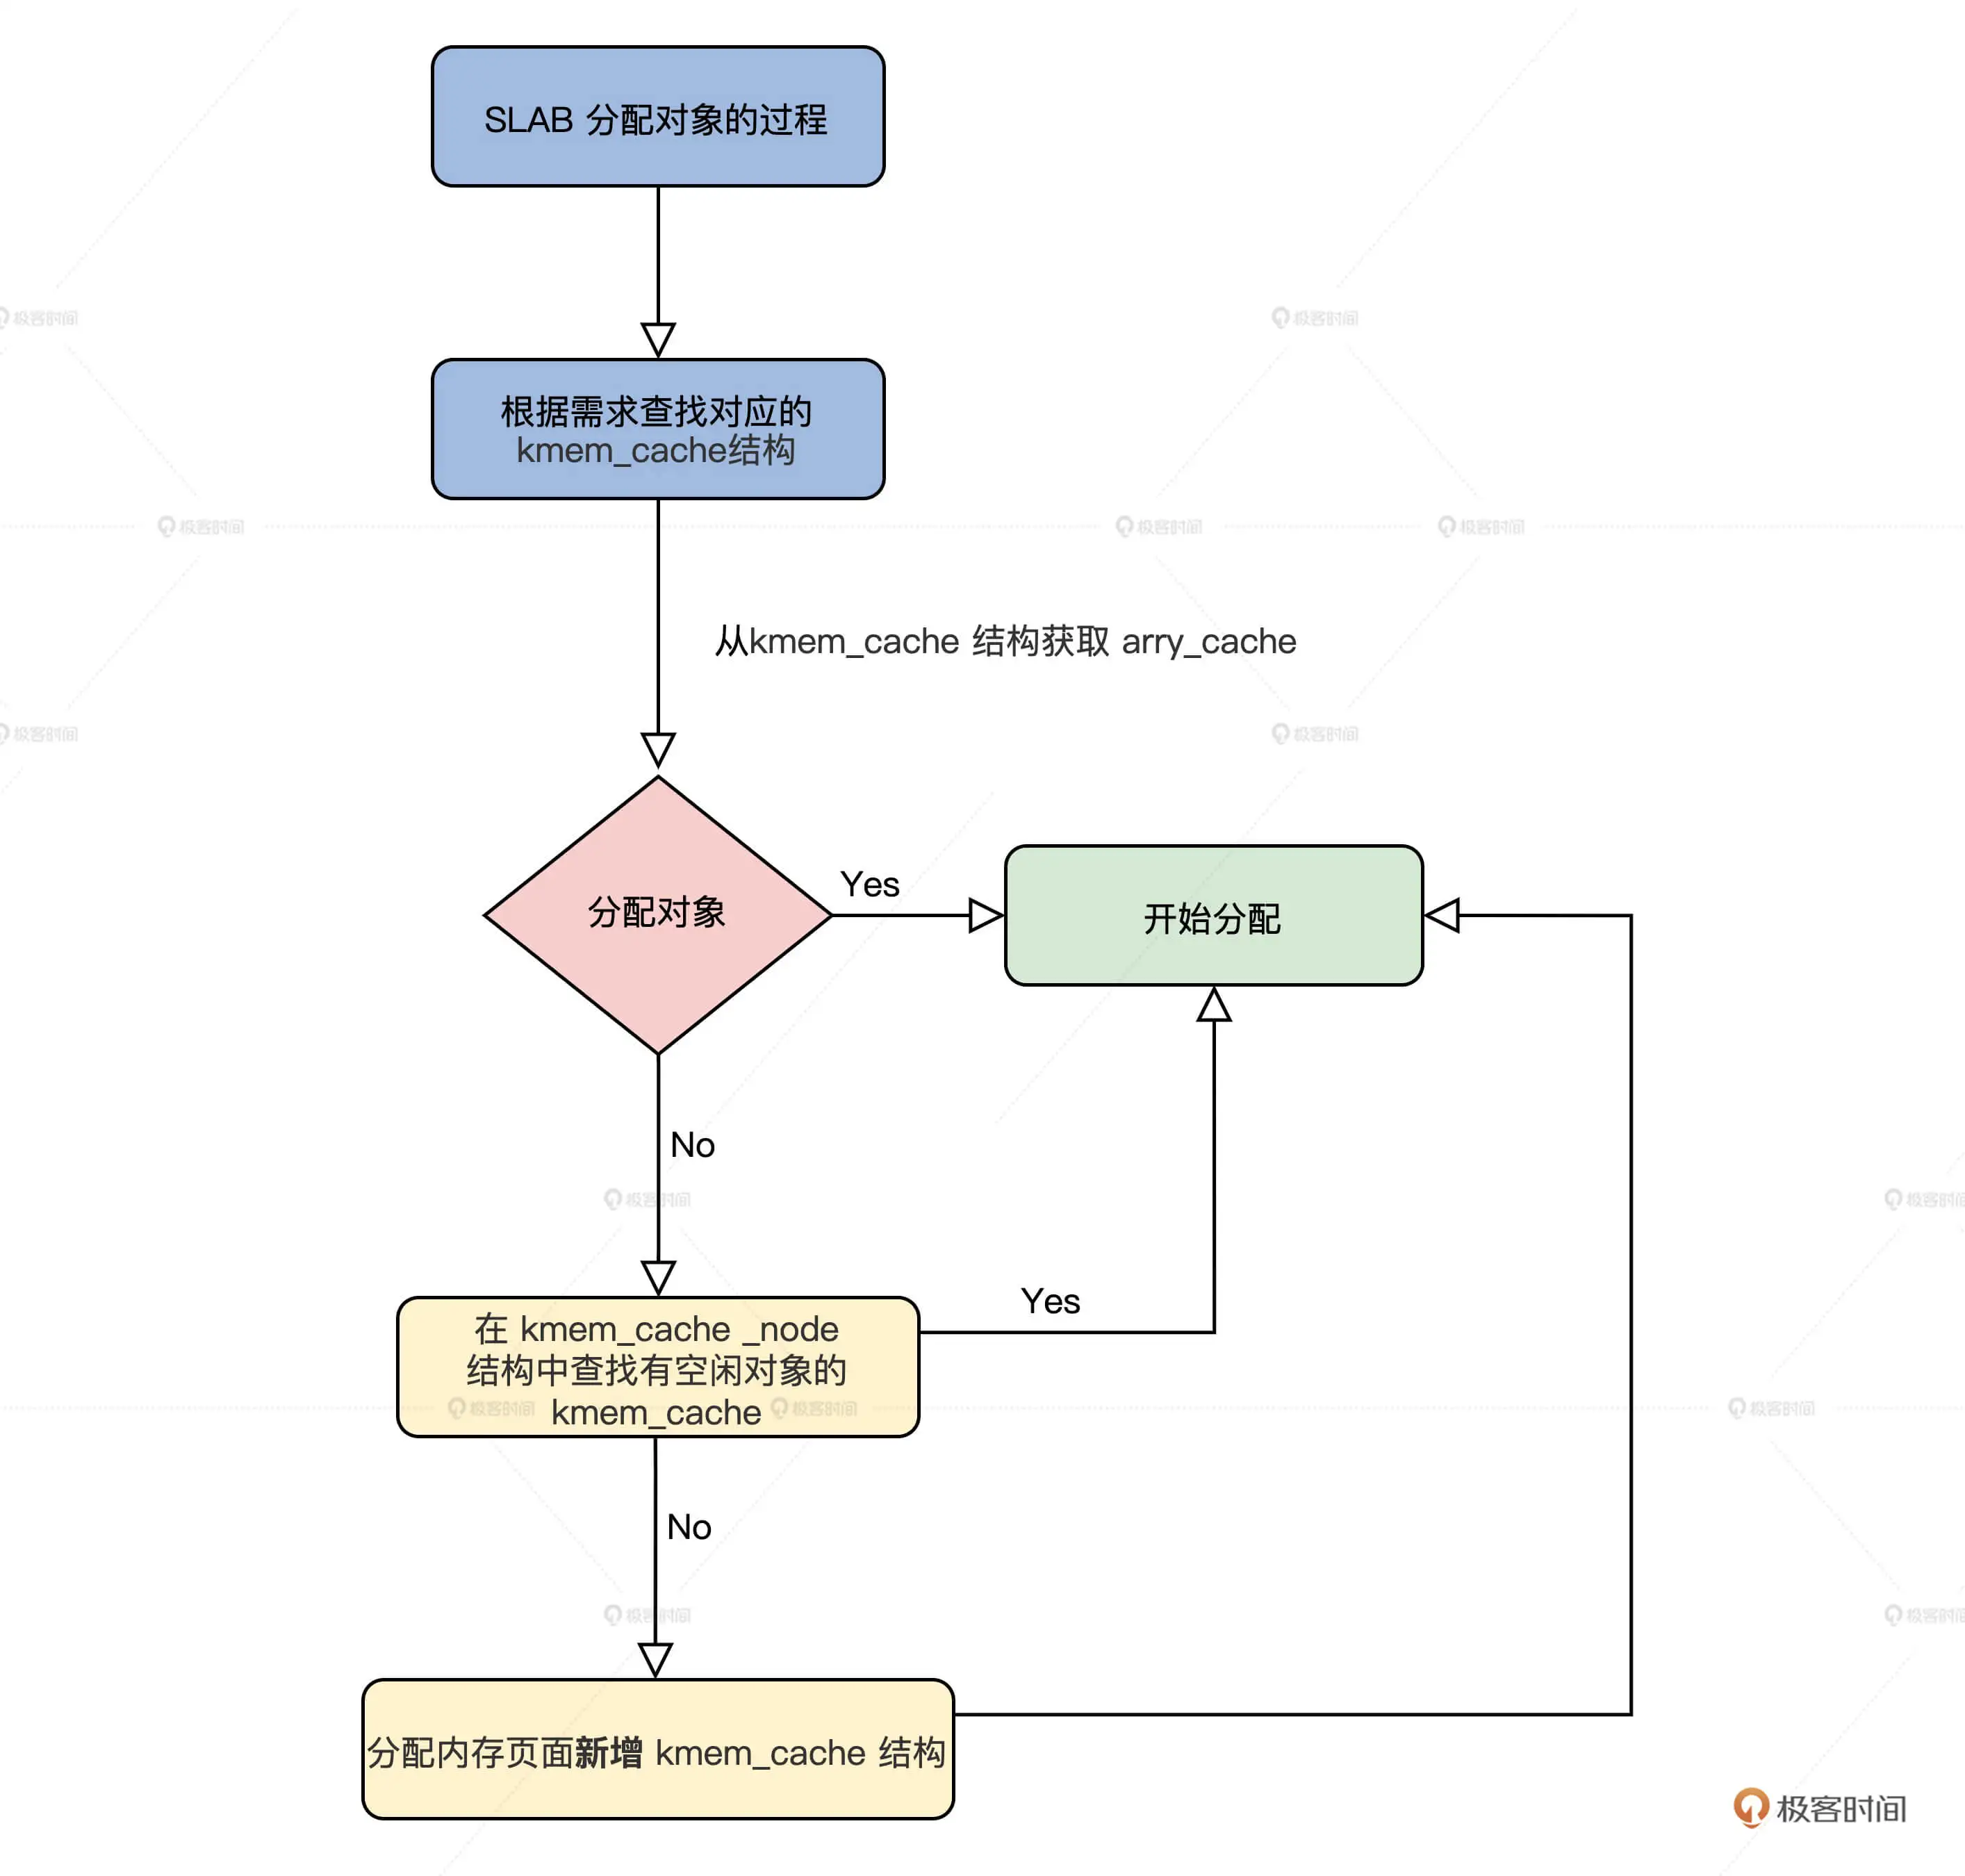 SLAB 分配对象的过程
根据需求查找对应的
kmem_cache结构
从kmem_cache 结构获取 arry_cache
分配对象
Yes
开始分配
No
在 kmem_cache _node
结构中查找有空闲对象的
kmem_cache
Yes
No
分配内存页面新增 kmem_cache 结构
极客时间